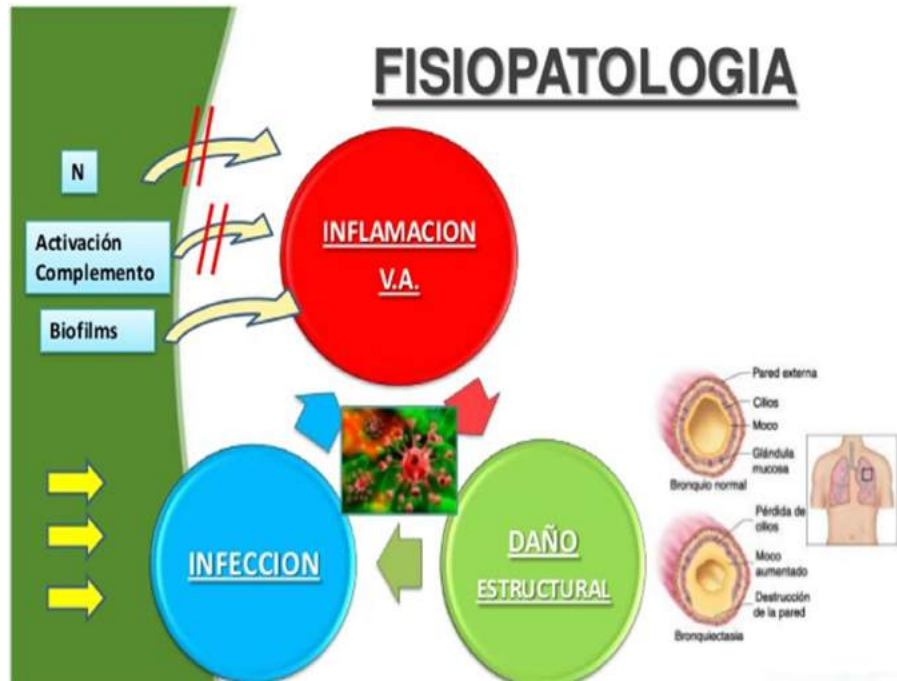 FISIOPATOLOGIA
N
Activación
Complemento
Biofilms
INFLAMACION
V.A.
INFECCION
DAÑO
ESTRUCTURAL
Pared externa
Cilios
Moco
Glándula
mucosa
Bronquio normal
Pérdida de
cilios
Moco
aumentado
Destrucción
de la pared
Bronquiectasia